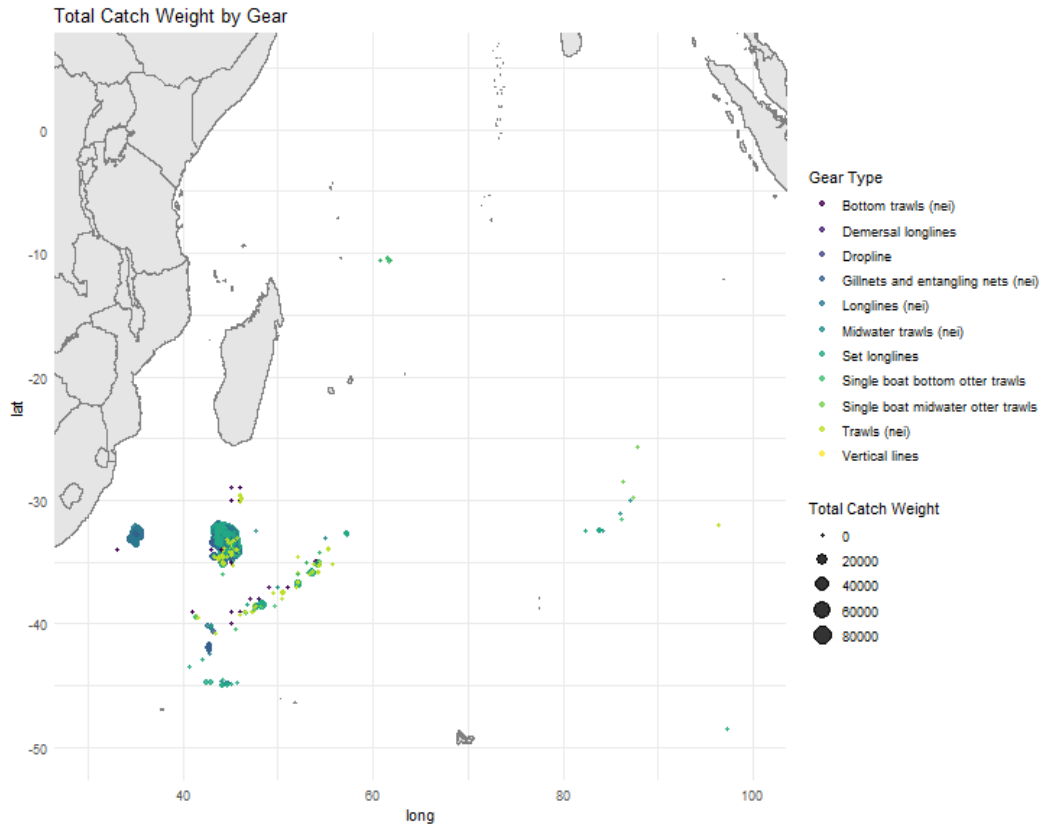 Total Catch Weight by Gear
0
-10
-20
-30
-40
-50
lat
40
60
80
100
long
Gear Type
Bottom trawls (nei)
Demersal longlines
Dropline
Gillnets and entangling nets (nei)
Longlines (nei)
Midwater trawls (nei)
Set longlines
Single boat bottom otter trawls
Single boat midwater otter trawls
Trawls (nei)
Vertical lines
Total Catch Weight
0
20000
40000
60000
80000